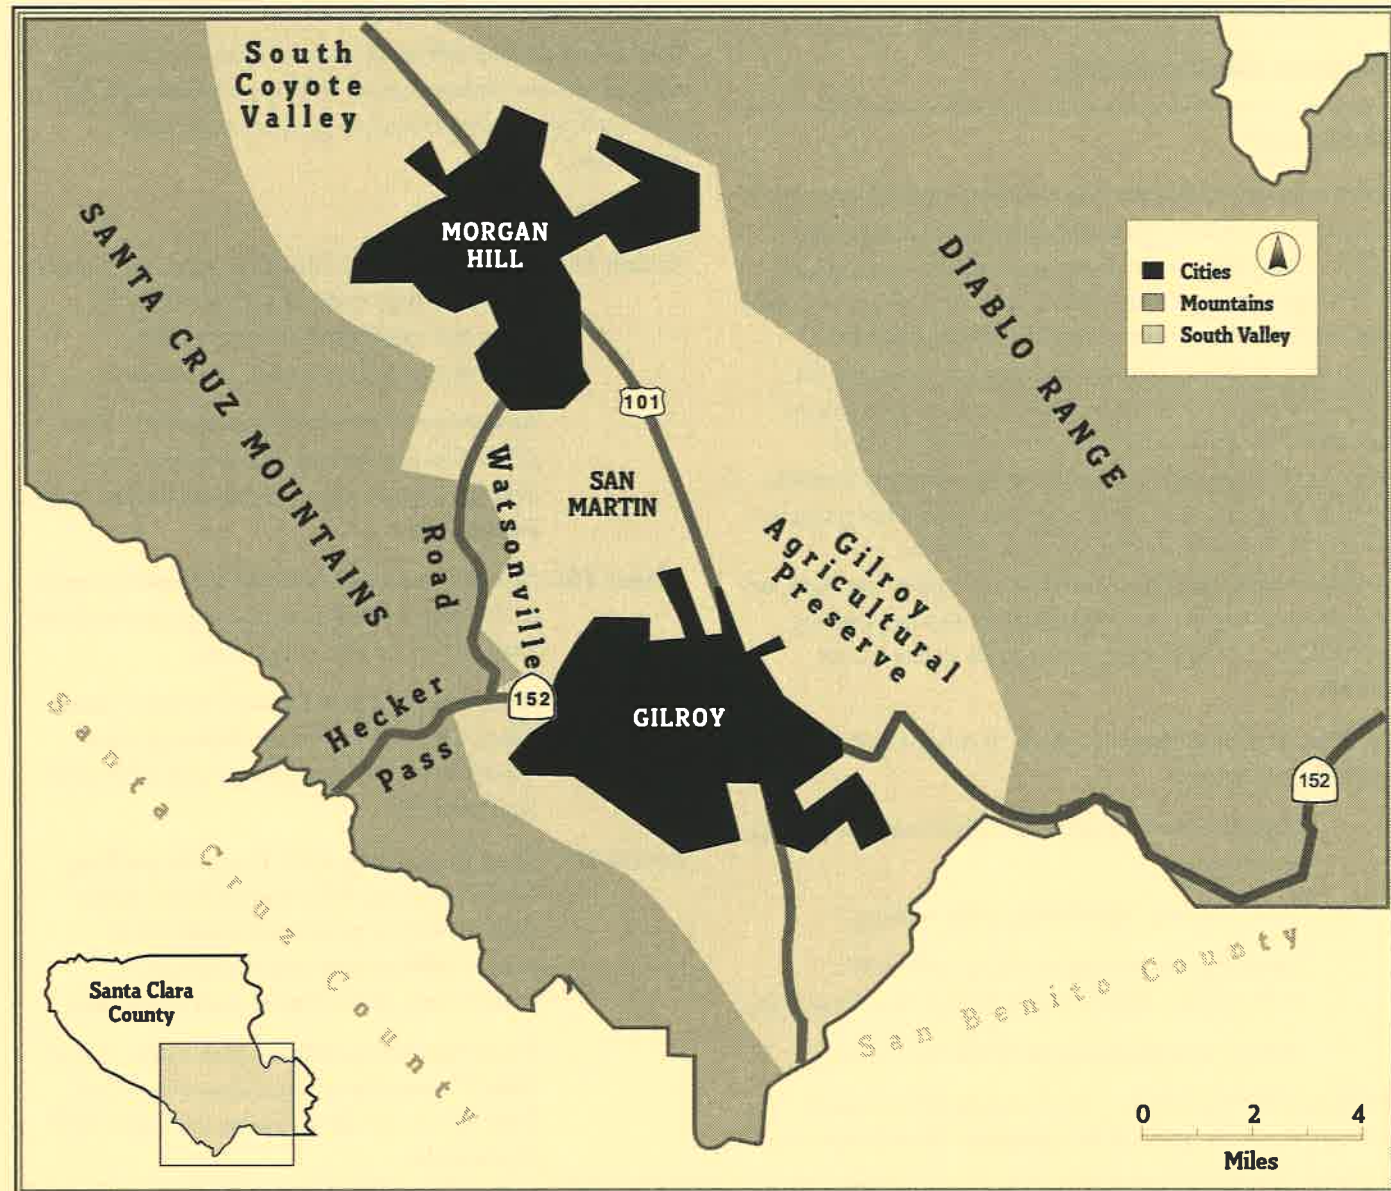 South
Coyote
Valley
MORGAN
HILL
SANTA CRUZ MOUNTAINS
DIABLO RANGE
Cities
Mountains
South Valley
101
Watsonville
Road
SAN
MARTIN
Gilroy
Agricultural
Preserve
Hecker
Pass
152
GILROY
152
Santa Cruz County
San Benito County
Santa Clara
County
0 2 4
Miles